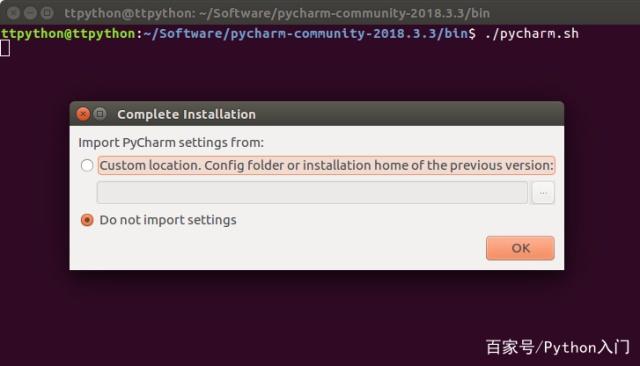 ttpython@ttpython: ~/Software/pycharm-community-2018.3.3/bin
ttpython@ttpython:~/Software/pycharm-community-2018.3.3/bin$ ./pycharm.sh
Complete Installation
Import PyCharm settings from:
Custom location. Config folder or installation home of the previous version:
...
Do not import settings
OK
百家号/Python入门